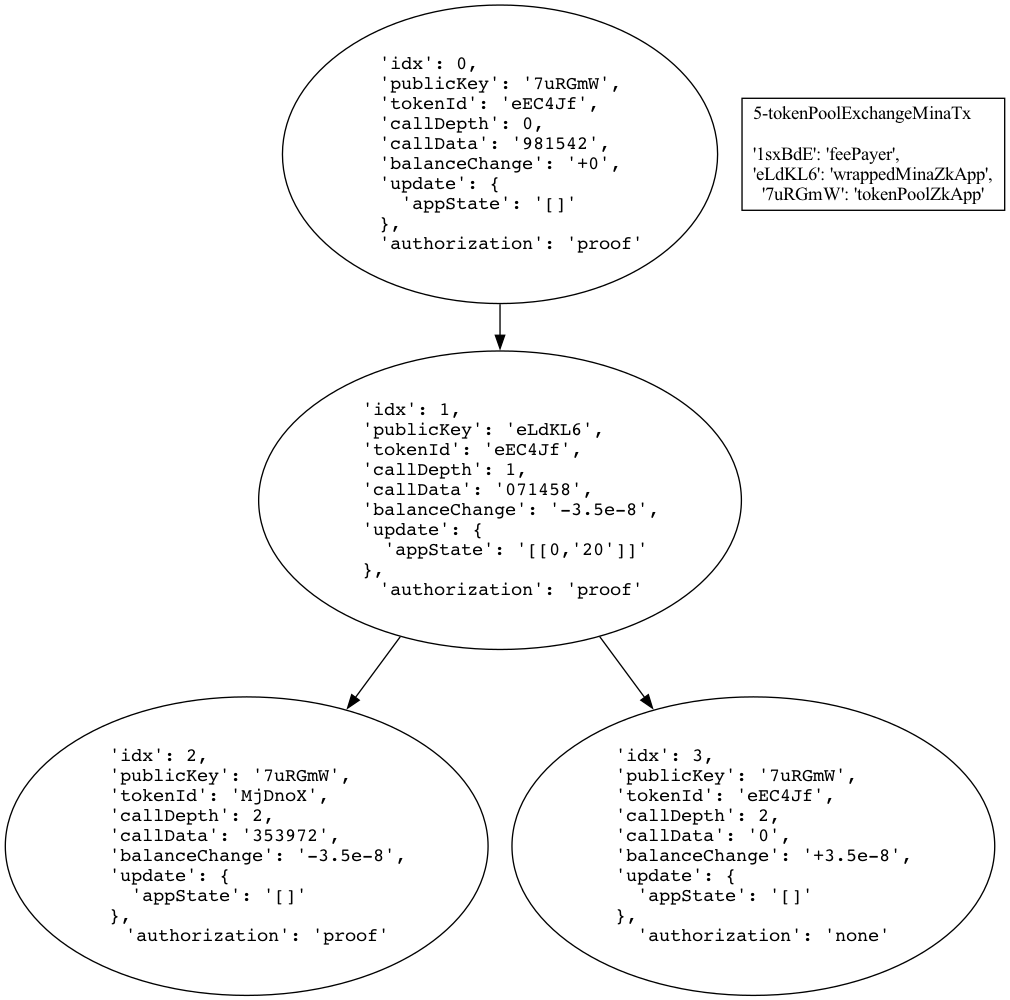 'idx': 0,
'publicKey': '7uRGmW',
'tokenId': 'eEC4Jf',
'callDepth': 0,
'callData': '981542',
'balanceChange': '+0',
'update': {
'appState': '[]'
},
'authorization': 'proof'
5-tokenPoolExchangeMinaTx
'1sxBdE': 'feePayer',
'eLdKL6': 'wrappedMinaZkApp',
'7uRGmW': 'tokenPoolZkApp'
'idx': 1,
'publicKey': 'eLdKL6',
'tokenId': 'eEC4Jf',
'callDepth': 1,
'callData': '071458',
'balanceChange': '-3.5e-8',
'update': {
'appState': '[[0,'20']]'
},
'authorization': 'proof'
'idx': 2,
'publicKey': '7uRGmW',
'tokenId': 'MjDnoX',
'callDepth': 2,
'callData': '353972',
'balanceChange': '-3.5e-8',
'update': {
'appState': '[]'
},
'authorization': 'proof'
'idx': 3,
'publicKey': '7uRGmW',
'tokenId': 'eEC4Jf',
'callDepth': 2,
'callData': '0',
'balanceChange': '+3.5e-8',
'update': {
'appState': '[]'
},
'authorization': 'none'